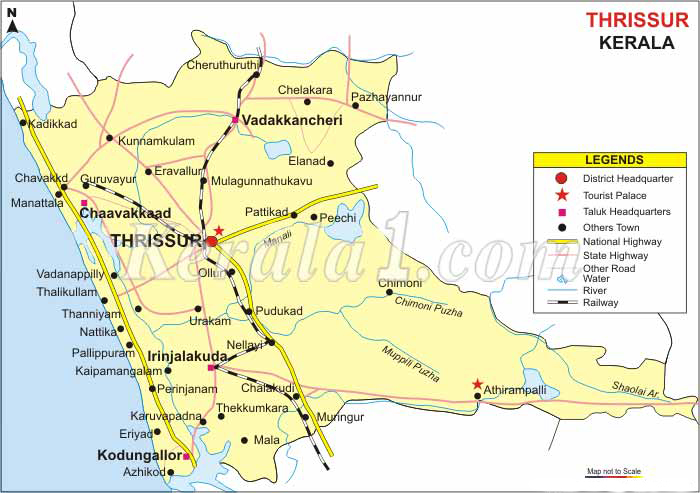 N
THRISSUR
KERALA
Cheruthuruthi
Chelakara
Pazhayannur
Kadikkad
Vadakkancheri
Kunnamkulam
Elanad
Eravallur
Mulagunnathukavu
Chavakkd
Guruvayur
Manattala
Chaavakkaad
Pattikad
Peechi
THRISSUR
Manali
Kerala1.com
Ollur
Vadanappilly
Chimoni
Thalikullam
Chimoni Puzha
Thanniyam
Urakam
Pudukad
Nattika
Nellayi
Pallippuram
Irinjalakuda
Kaipamangalam
Muppili Puzha
Perinjanam
Chalakudi
Athirampalli
Shaolai Ar.
Karuvapadna
Thekkumkara
Muringur
Eriyad
Mala
Kodungallor
Azhikod
LEGENDS
District Headquarter
Tourist Palace
Taluk Headquarters
Others Town
National Highway
State Highway
Other Road
Water
River
Railway
Map not to Scale